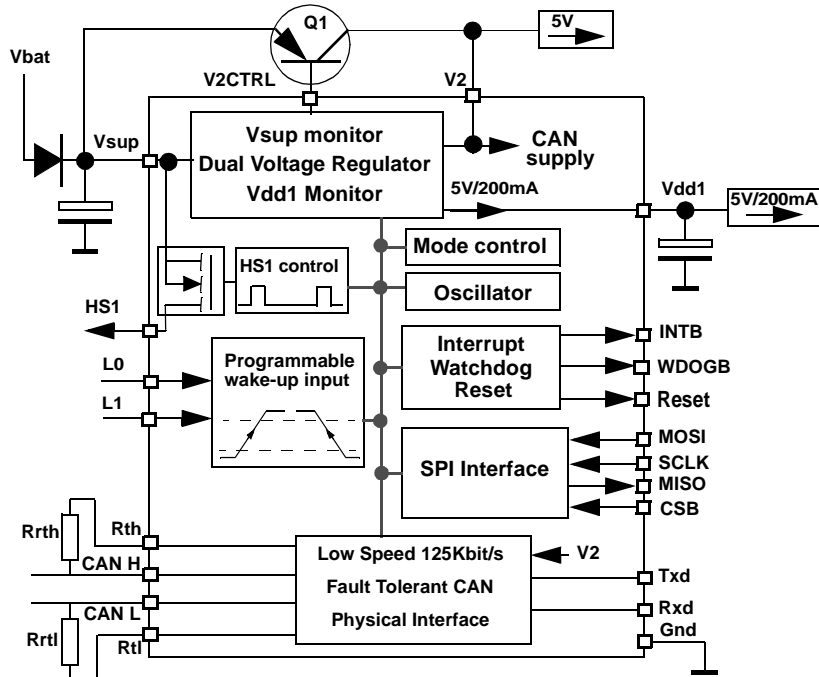 Q1
5V
Vbat
V2CTRL
V2
Vsup
Vsup monitor
Dual Voltage Regulator
Vdd1 Monitor
CAN
supply
5V/200mA
Vdd1
5V/200mA
Mode control
HS1 control
Oscillator
HS1
Programmable
wake-up input
L0
L1
Interrupt
Watchdog
Reset
INTB
WDOGB
Reset
SPI Interface
MOSI
SCLK
MISO
CSB
Rrth
Rth
CAN H
CAN L
Rrtl
Rtl
Low Speed 125Kbit/s
Fault Tolerant CAN
Physical Interface
V2
Txd
Rxd
Gnd